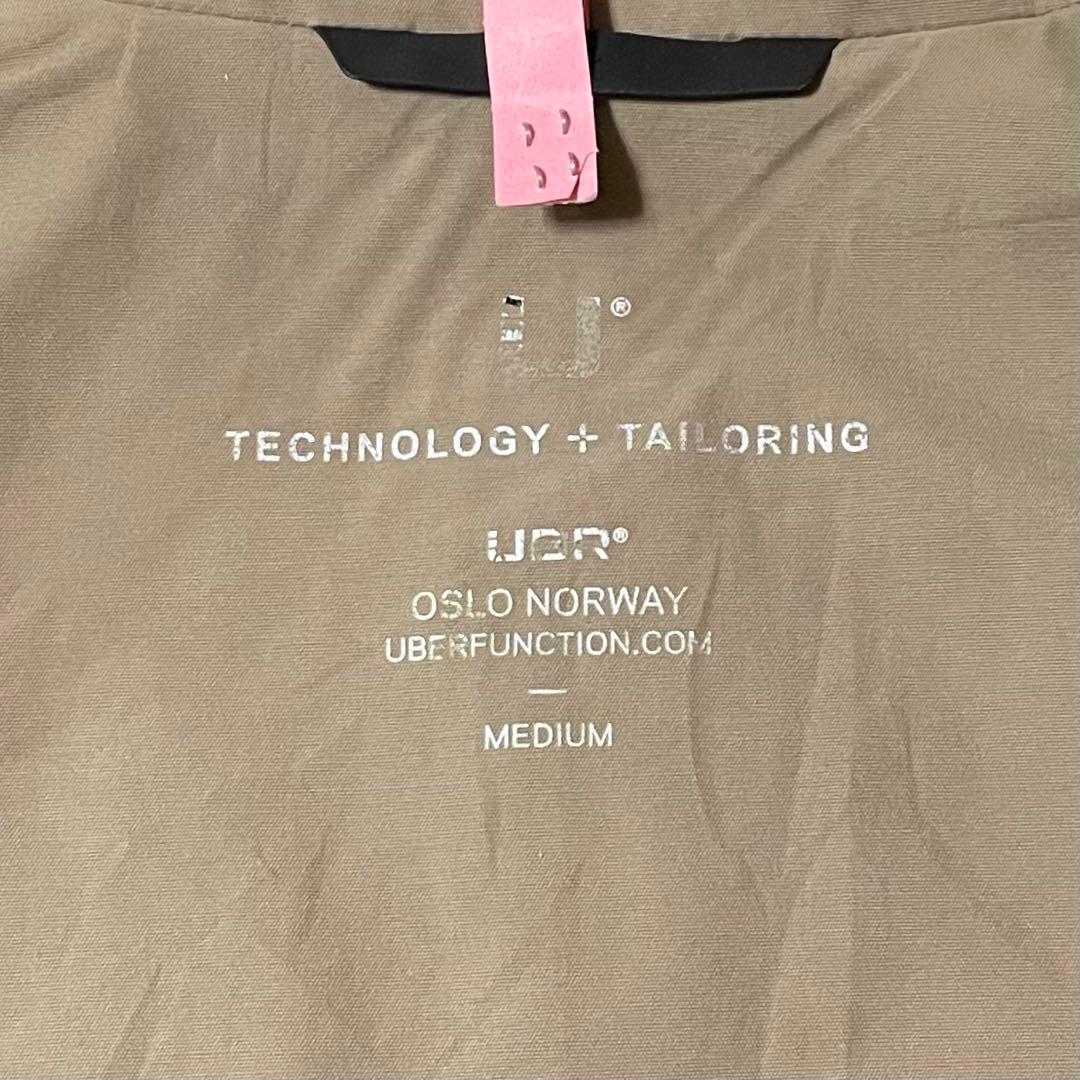 U®
TECHNOLOGY + TAILORING
UBR®
OSLO NORWAY
UBERFUNCTION.COM
—
MEDIUM